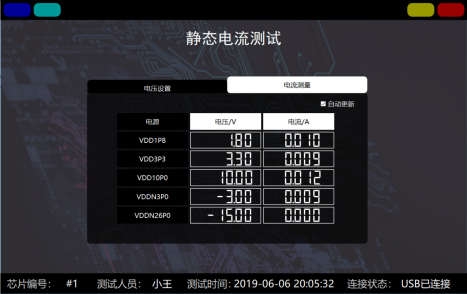 静态电流测试
电压设置 电流测量
自动更新
电源 电压/V 电流/A
VDD1P8 1.80 0.010
VDD3P3 3.30 0.009
VDD10P0 10.00 0.012
VDDN3P0 -3.00 0.009
VDDN26P0 -15.00 0.000
芯片编号: #1 测试人员: 小王 测试时间: 2019-06-06 20:05:32 连接状态: USB已连接